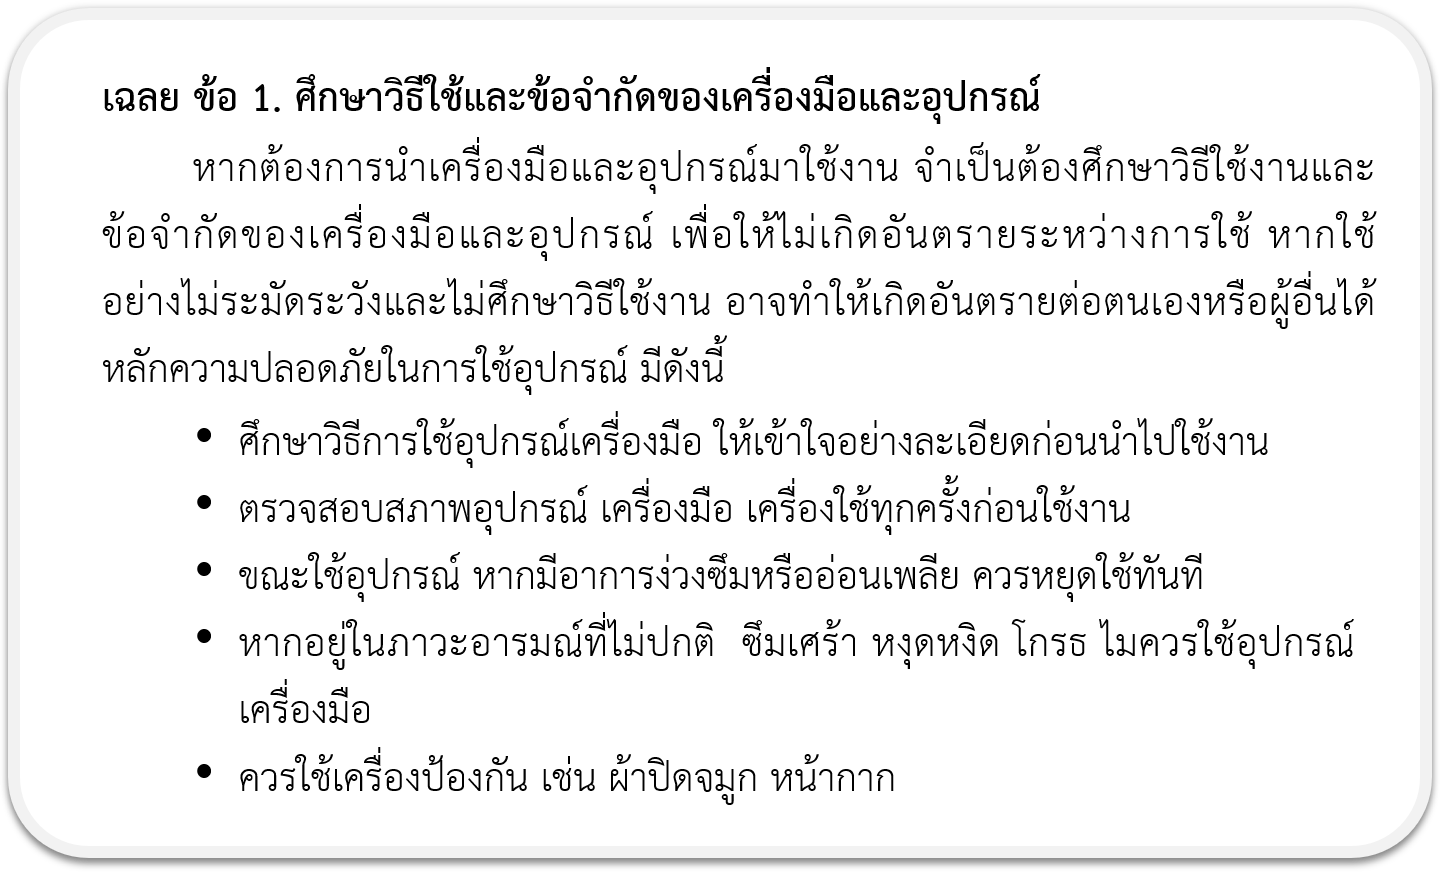 เฉลย ข้อ 1. ศึกษาวิธีใช้และข้อจำกัดของเครื่องมือและอุปกรณ์
หากต้องการนำเครื่องมือและอุปกรณ์มาใช้งาน จำเป็นต้องศึกษาวิธีใช้งานและ
ข้อจำกัดของเครื่องมือและอุปกรณ์ เพื่อให้ไม่เกิดอันตรายระหว่างการใช้ หากใช้
อย่างไม่ระมัดระวังและไม่ศึกษาวิธีใช้งาน อาจทำให้เกิดอันตรายต่อตนเองหรือผู้อื่นได้
หลักความปลอดภัยในการใช้อุปกรณ์ มีดังนี้
• ศึกษาวิธีการใช้อุปกรณ์เครื่องมือ ให้เข้าใจอย่างละเอียดก่อนนำไปใช้งาน
• ตรวจสอบสภาพอุปกรณ์ เครื่องมือ เครื่องใช้ทุกครั้งก่อนใช้งาน
• ขณะใช้อุปกรณ์ หากมีอาการง่วงซึมหรืออ่อนเพลีย ควรหยุดใช้ทันที
• หากอยู่ในภาวะอารมณ์ที่ไม่ปกติ ซึมเศร้า หงุดหงิด โกรธ ไมควรใช้อุปกรณ์
เครื่องมือ
• ควรใช้เครื่องป้องกัน เช่น ผ้าปิดจมูก หน้ากาก